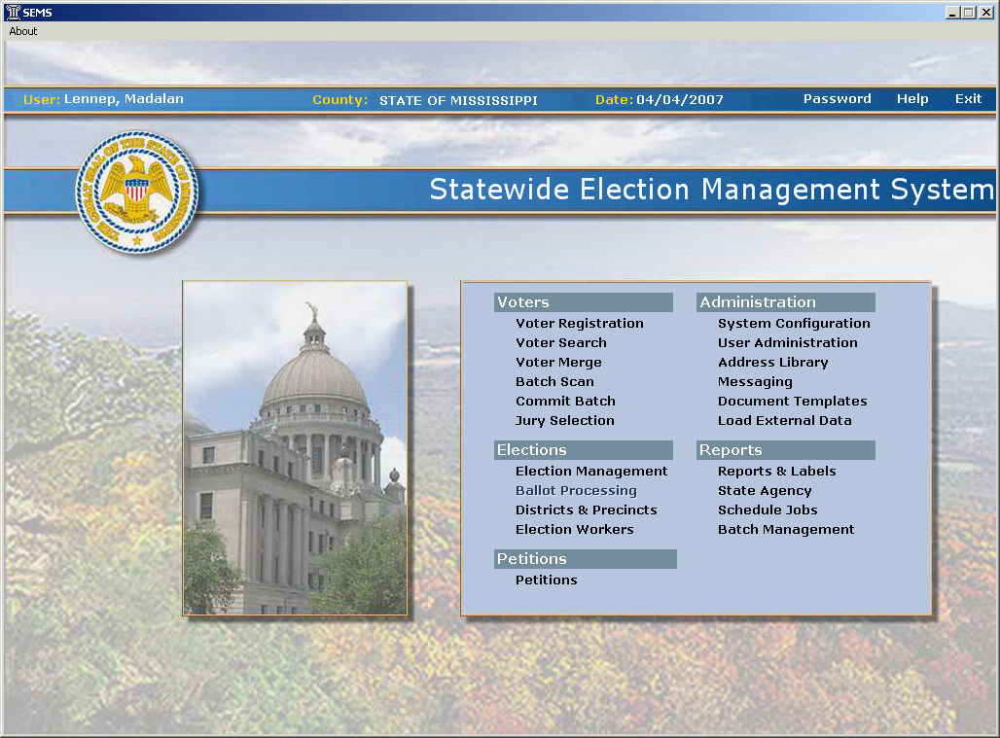 SEMS
About
User: Lennep, Madalan County: STATE OF MISSISSIPPI Date: 04/04/2007 Password Help Exit
THE GREAT SEAL OF THE STATE OF MISSISSIPPI
Statewide Election Management System
Voters
Voter Registration
Voter Search
Voter Merge
Batch Scan
Commit Batch
Jury Selection
Elections
Election Management
Ballot Processing
Districts & Precincts
Election Workers
Petitions
Petitions
Administration
System Configuration
User Administration
Address Library
Messaging
Document Templates
Load External Data
Reports
Reports & Labels
State Agency
Schedule Jobs
Batch Management